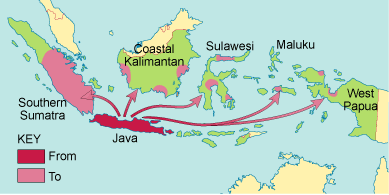 Coastal
Kalimantan
Sulawesi
Maluku
West
Papua
Southern
Sumatra
Java
KEY
From
To